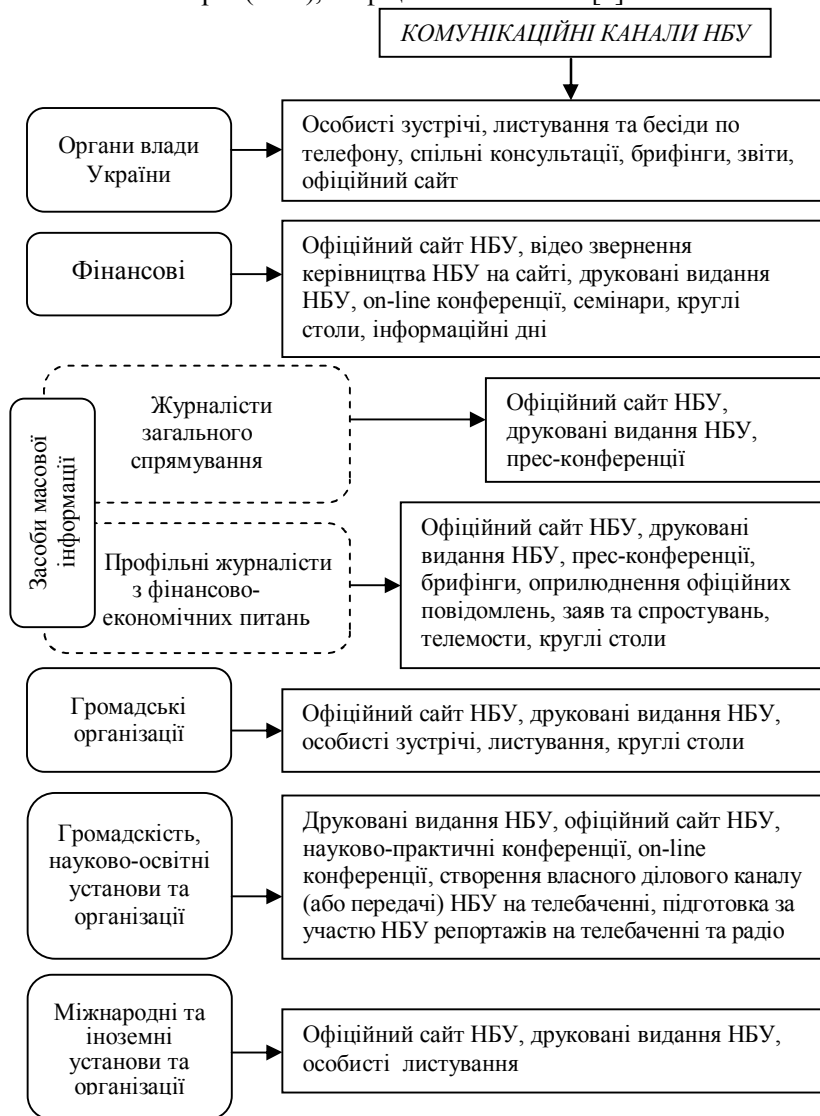 КОМУНІКАЦІЙНІ КАНАЛИ НБУ
Органи влади
України
Особисті зустрічі, листування та бесіди по
телефону, спільні консультації, брифінги, звіти,
офіційний сайт
Фінансові
Офіційний сайт НБУ, відео звернення
керівництва НБУ на сайті, друковані видання
НБУ, on-line конференції, семінари, круглі
столи, інформаційні дні
Засоби масової
інформації
Журналісти
загального
спрямування
Офіційний сайт НБУ,
друковані видання НБУ,
прес-конференції
Профільні журналісти
з фінансово-
економічних питань
Офіційний сайт НБУ, друковані
видання НБУ, прес-конференції,
брифінги, оприлюднення офіційних
повідомлень, заяв та спростувань,
телемости, круглі столи
Громадські
організації
Офіційний сайт НБУ, друковані видання НБУ,
особисті зустрічі, листування, круглі столи
Громадскість,
науково-освітні
установи та
організації
Друковані видання НБУ, офіційний сайт НБУ,
науково-практичні конференції, on-line
конференції, створення власного ділового каналу
(або передачі) НБУ на телебаченні, підготовка за
участю НБУ репортажів на телебаченні та радіо
Міжнародні та
іноземні
установи та
організації
Офіційний сайт НБУ, друковані видання НБУ,
особисті листування